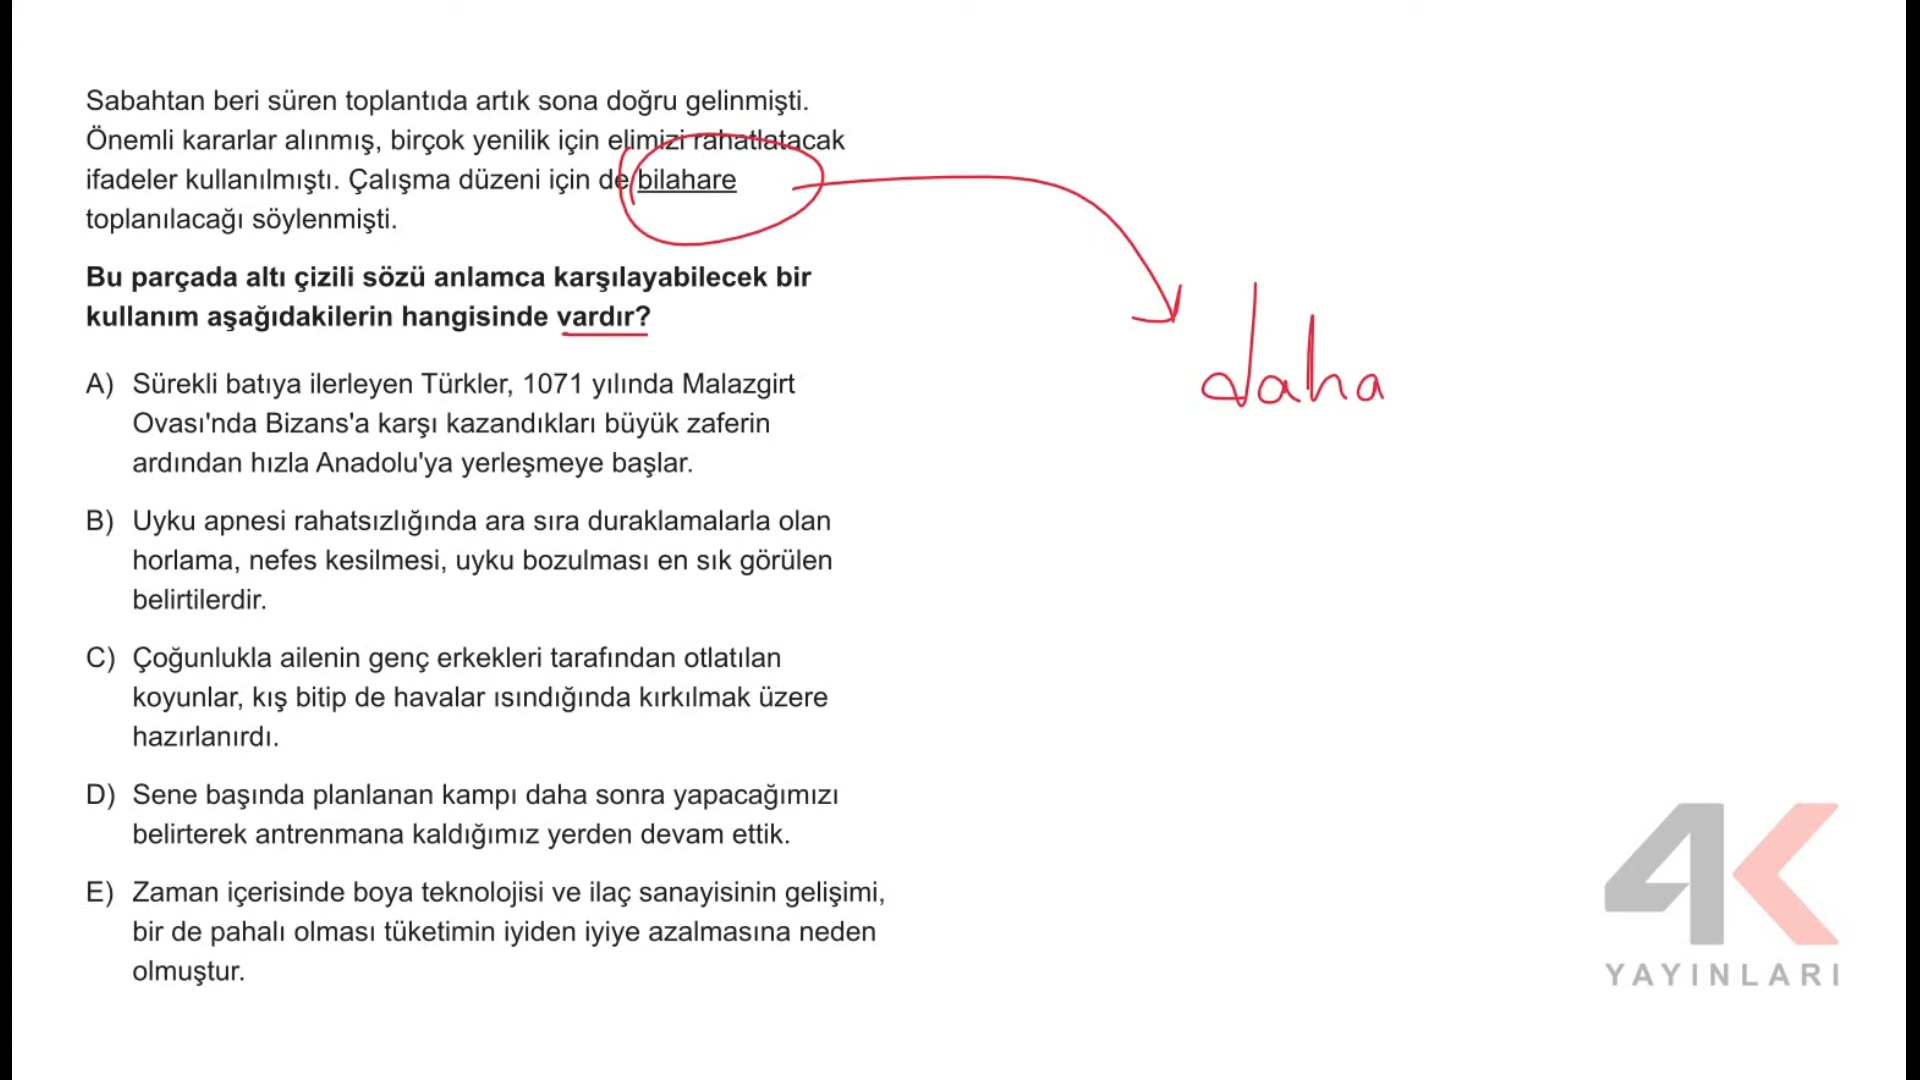 Sabahtan beri süren toplantıda artık sona doğru gelinmişti.
Önemli kararlar alınmış, birçok yenilik için elimizi rahatlatacak
ifadeler kullanılmıştı. Çalışma düzeni için de bilahare
toplanılacağı söylenmişti.
Bu parçada altı çizili sözü anlamca karşılayabilecek bir
kullanım aşağıdakilerin hangisinde vardır?
daha
A) Sürekli batıya ilerleyen Türkler, 1071 yılında Malazgirt
Ovası'nda Bizans'a karşı kazandıkları büyük zaferin
ardından hızla Anadolu'ya yerleşmeye başlar.
B) Uyku apnesi rahatsızlığında ara sıra duraklamalarla olan
horlama, nefes kesilmesi, uyku bozulması en sık görülen
belirtilerdir.
C) Çoğunlukla ailenin genç erkekleri tarafından otlatılan
koyunlar, kış bitip de havalar ısındığında kırkılmak üzere
hazırlanırdı.
D) Sene başında planlanan kampı daha sonra yapacağımızı
belirterek antrenmana kaldığımız yerden devam ettik.
E) Zaman içerisinde boya teknolojisi ve ilaç sanayisinin gelişimi,
bir de pahalı olması tüketimin iyiden iyiye azalmasına neden
olmuştur.
4K
YAYINLARI